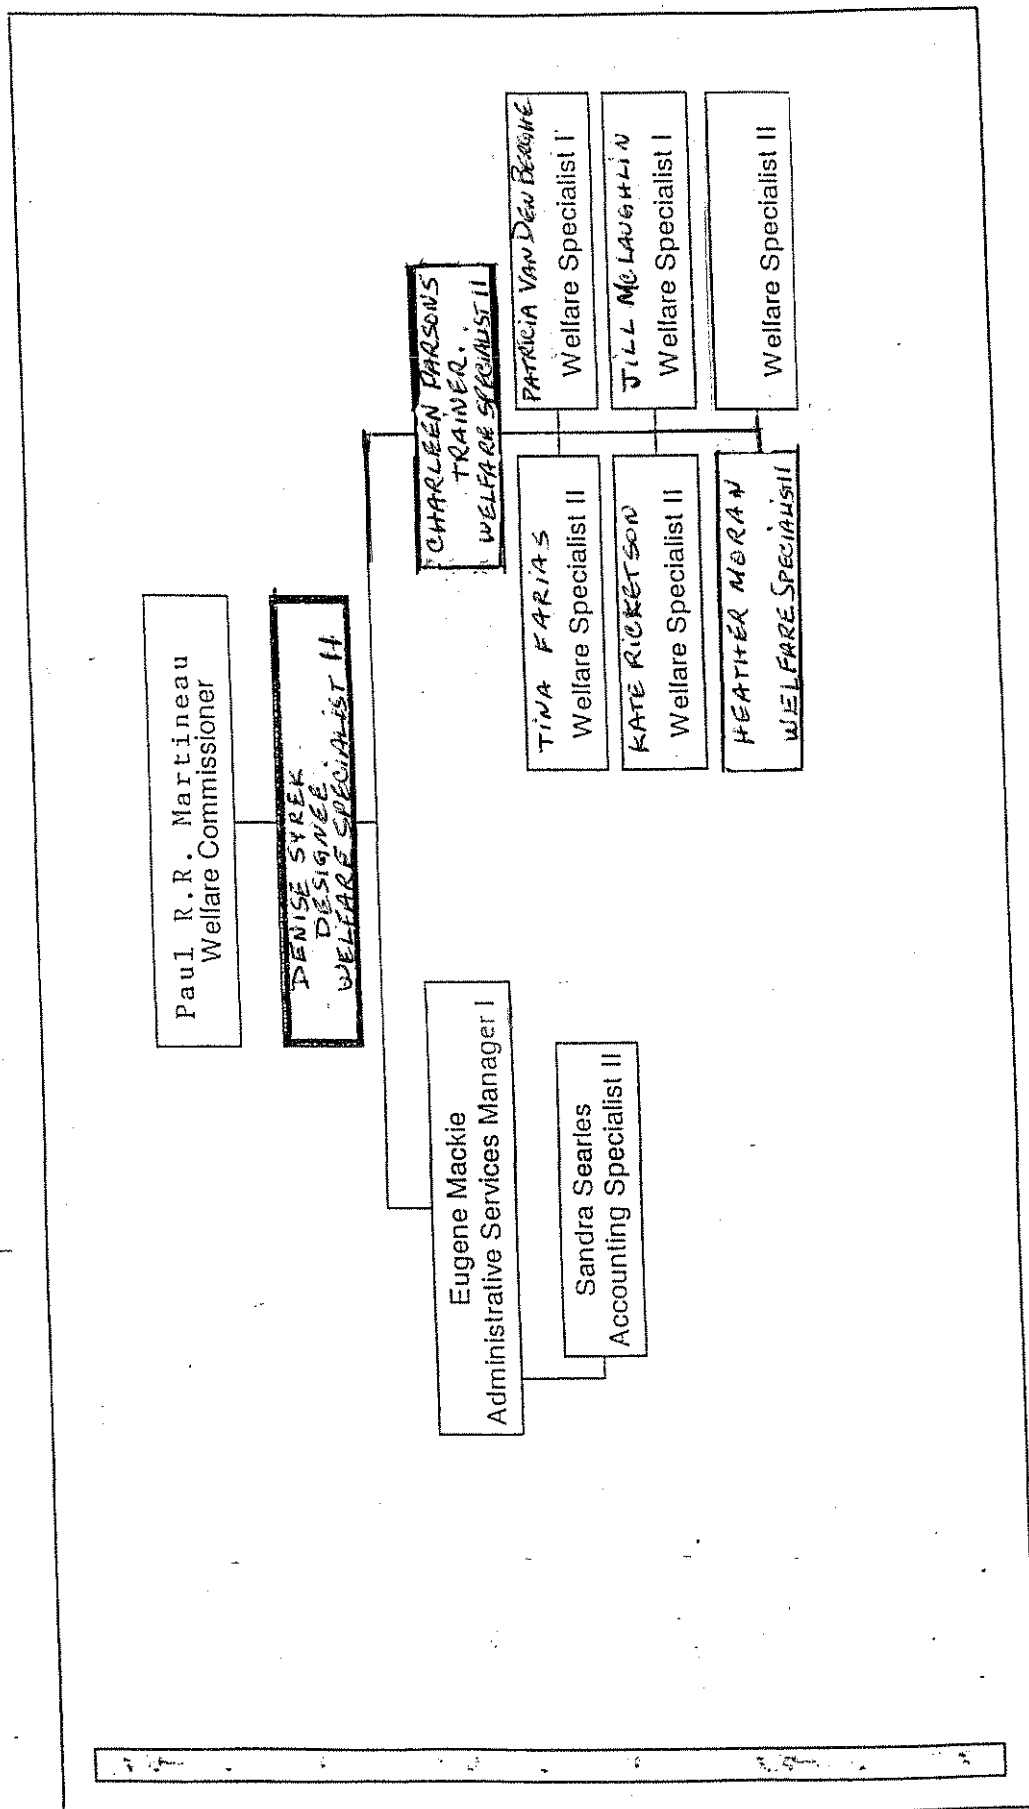 Paul R.R. Martineau
Welfare Commissioner
DENISE SYREK
DESIGNEE.
WELFARE SPECIALIST II
Eugene Mackie
Administrative Services Manager I
Sandra Searles
Accounting Specialist II
CHARLEEN PARSONS
TRAINER.
WELFARE SPECIALIST II
TINA FARIAS
Welfare Specialist II
PATRICIA VAN DEN BERGHE
Welfare Specialist I
KATE RICKETSON
Welfare Specialist II
JILL MCLAUGHLIN
Welfare Specialist I
HEATHER MORAN
WELFARE SPECIALIST II
Welfare Specialist II